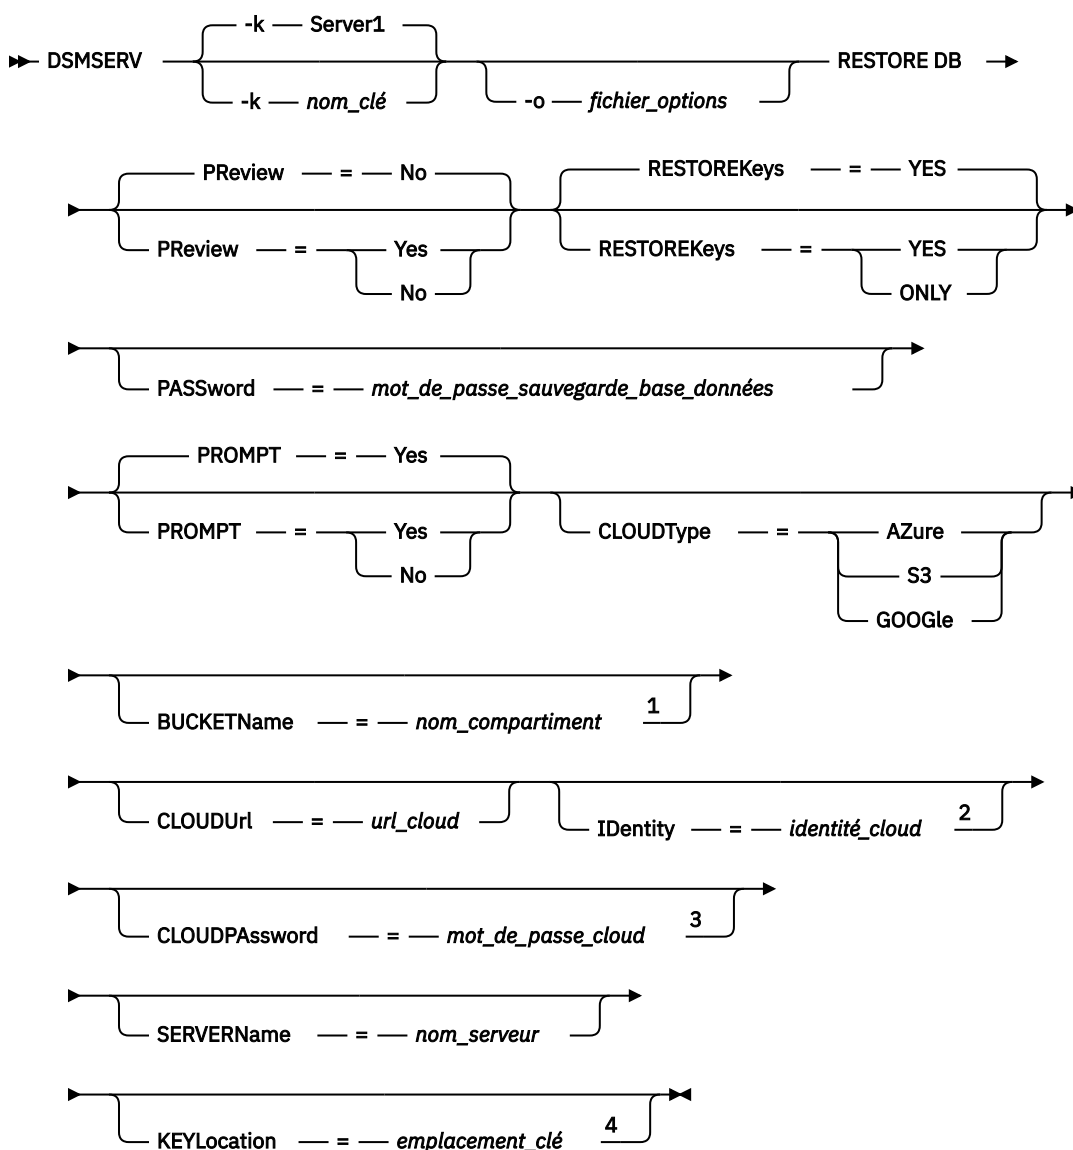 -k Server1
DSMSERV RESTORE DB
-k nom_clé -o fichier_options
PReview = No RESTOREKeys = YES
PReview = Yes RESTOREKeys = YES
No ONLY
PASSword = mot_de_passe_sauvegarde_base_données
PROMPT = Yes
PROMPT = Yes CLOUDType = AZure
No S3
GOOGle
BUCKETName = nom_compartiment 1
CLOUDUrl = url_cloud IDentity = identité_cloud 2
CLOUDPAssword = mot_de_passe_cloud 3
SERVERName = nom_serveur
KEYLocation = emplacement_clé 4